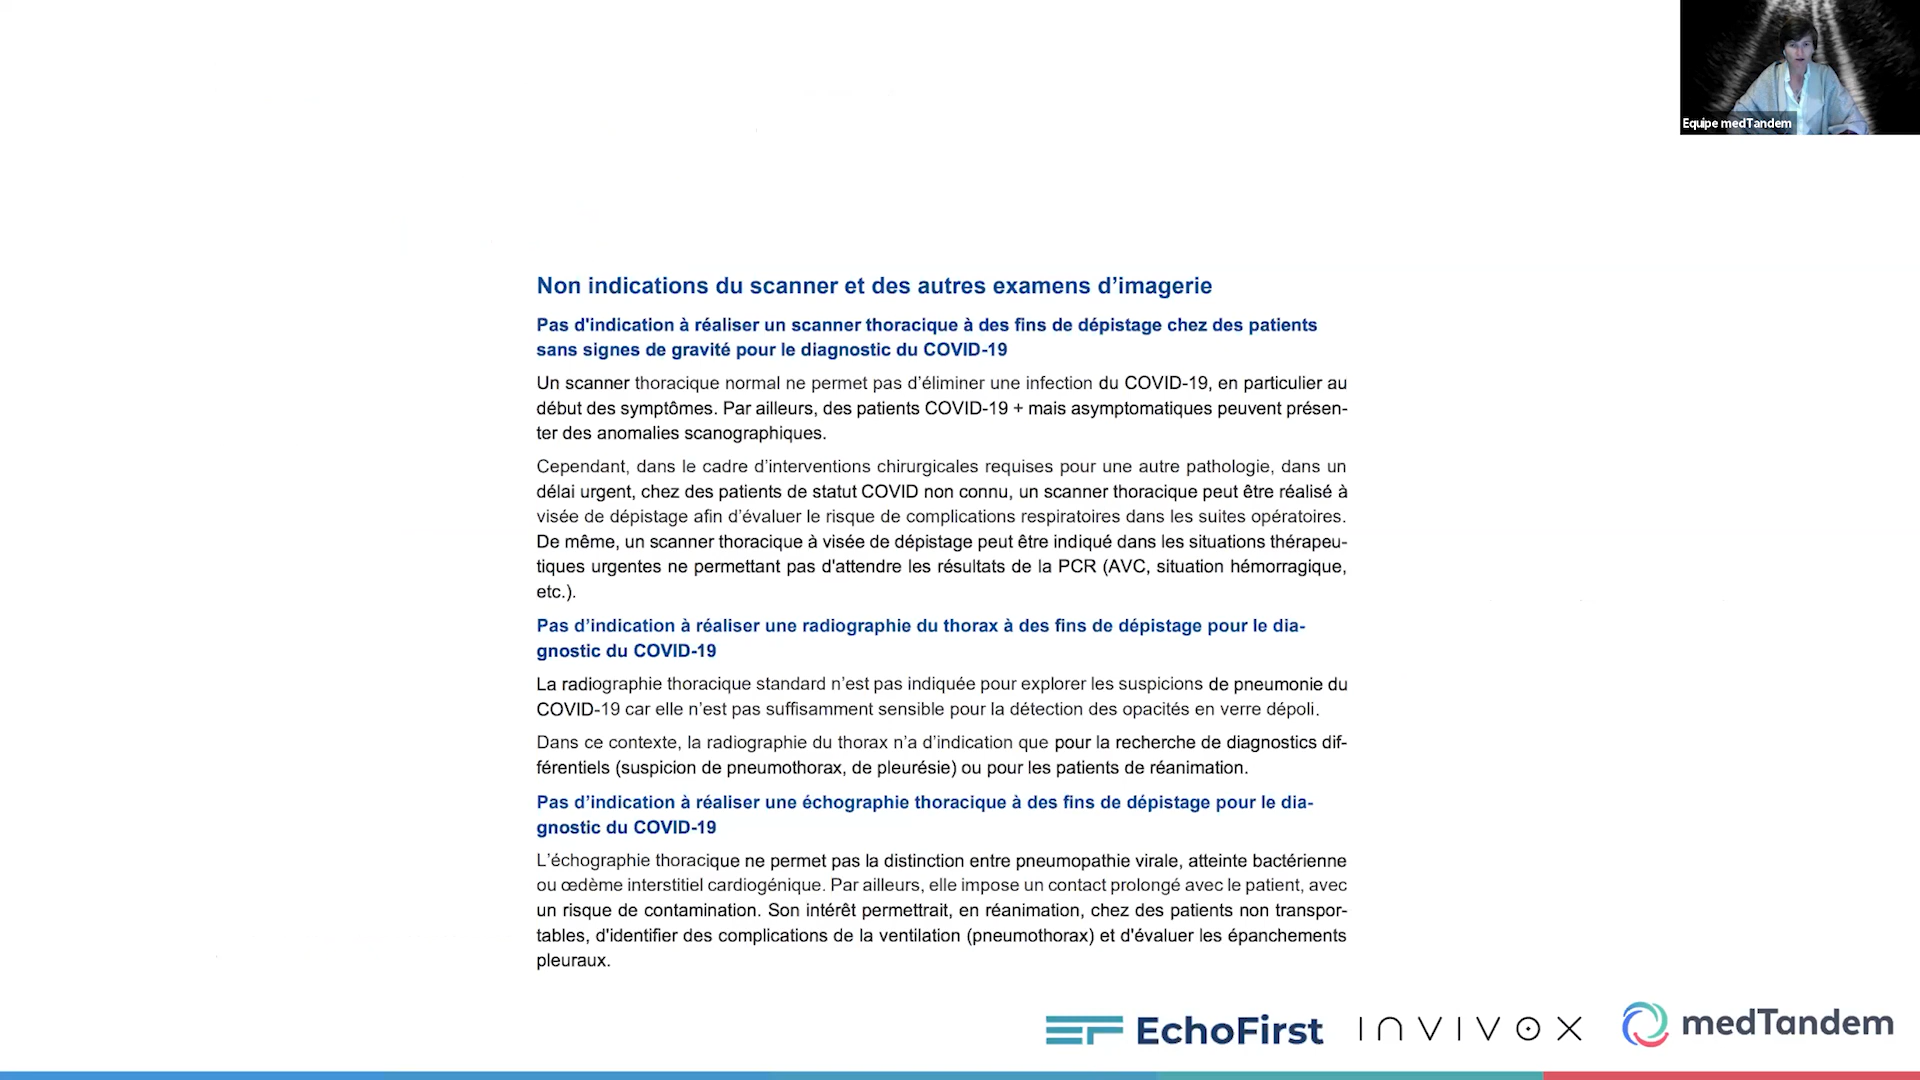 Equipe medTandem
Non indications du scanner et des autres examens d’imagerie
Pas d'indication à réaliser un scanner thoracique à des fins de dépistage chez des patients
sans signes de gravité pour le diagnostic du COVID-19
Un scanner thoracique normal ne permet pas d’éliminer une infection du COVID-19, en particulier au
début des symptômes. Par ailleurs, des patients COVID-19 + mais asymptomatiques peuvent présen-
ter des anomalies scanographiques.
Cependant, dans le cadre d’interventions chirurgicales requises pour une autre pathologie, dans un
délai urgent, chez des patients de statut COVID non connu, un scanner thoracique peut être réalisé à
visée de dépistage afin d’évaluer le risque de complications respiratoires dans les suites opératoires.
De même, un scanner thoracique à visée de dépistage peut être indiqué dans les situations thérapeu-
tiques urgentes ne permettant pas d'attendre les résultats de la PCR (AVC, situation hémorragique,
etc.).
Pas d’indication à réaliser une radiographie du thorax à des fins de dépistage pour le dia-
gnostic du COVID-19
La radiographie thoracique standard n’est pas indiquée pour explorer les suspicions de pneumonie du
COVID-19 car elle n’est pas suffisamment sensible pour la détection des opacités en verre dépoli.
Dans ce contexte, la radiographie du thorax n’a d’indication que pour la recherche de diagnostics dif-
férentiels (suspicion de pneumothorax, de pleurésie) ou pour les patients de réanimation.
Pas d’indication à réaliser une échographie thoracique à des fins de dépistage pour le dia-
gnostic du COVID-19
L’échographie thoracique ne permet pas la distinction entre pneumopathie virale, atteinte bactérienne
ou œdème interstitiel cardiogénique. Par ailleurs, elle impose un contact prolongé avec le patient, avec
un risque de contamination. Son intérêt permettrait, en réanimation, chez des patients non transpor-
tables, d'identifier des complications de la ventilation (pneumothorax) et d'évaluer les épanchements
pleuraux.
EchoFirst INVIVOX medTandem